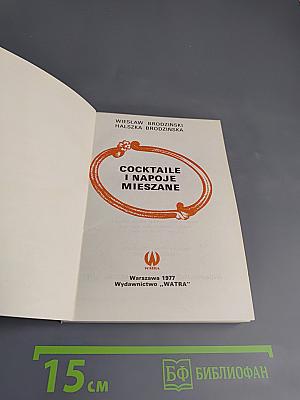 WIESŁAW BRODZIŃSKI
HALSZKA BRODZIŃSKA
COCKTAILE
I NAPOJE
MIESZANE
WATRA
Warszawa 1977
Wydawnictwo „WATRA"
15 см
БФ БИБЛИОФАН